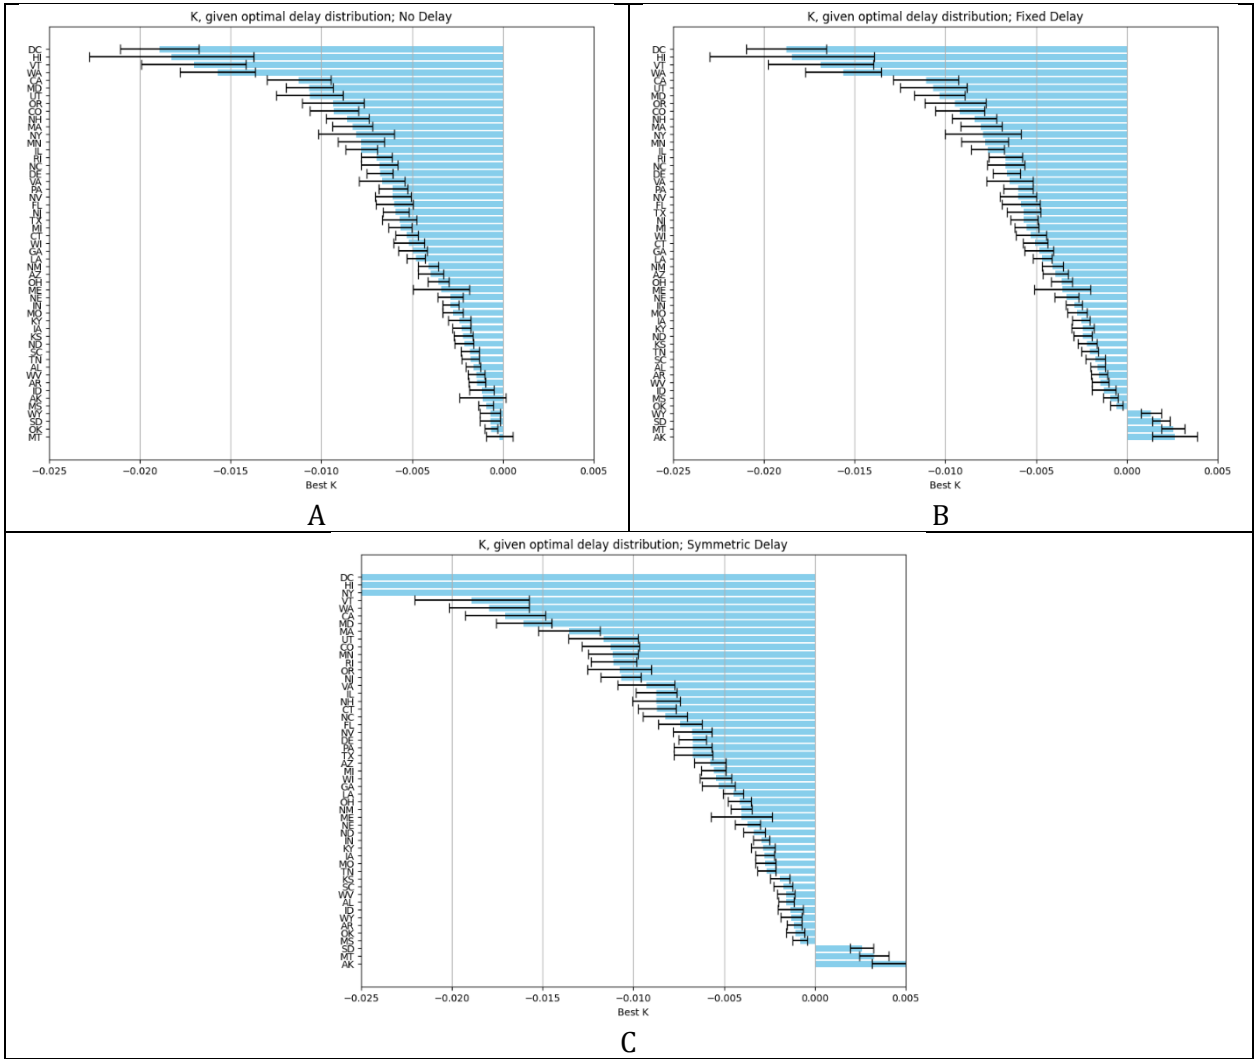 K, given optimal delay distribution; No Delay
DC
HI
VT
WA
CA
MD
UT
OR
CO
NH
MA
NY
MN
IL
RI
NC
DE
VA
PA
NV
FL
NJ
TX
MI
CT
WI
GA
LA
NM
AZ
OH
ME
NE
IN
MO
KY
IA
KS
ND
SC
TN
AL
WV
AR
ID
AK
MS
WY
SD
OK
MT
−0.025 −0.020 −0.015 −0.010 −0.005 0.000 0.005
Best K
A
K, given optimal delay distribution; Fixed Delay
DC
HI
VT
WA
CA
UT
MD
OR
CO
NH
MA
NY
MN
IL
RI
NC
DE
VA
PA
NV
FL
TX
NJ
MI
WI
CT
GA
LA
NM
AZ
OH
ME
NE
IN
MO
IA
KY
ND
KS
TN
SC
AL
AR
WV
ID
MS
OK
WY
SD
MT
AK
−0.025 −0.020 −0.015 −0.010 −0.005 0.000 0.005
Best K
B
K, given optimal delay distribution; Symmetric Delay
DC
HI
NY
VT
WA
CA
MD
MA
UT
CO
MN
RI
OR
NJ
VA
IL
NH
CT
NC
FL
NV
DE
PA
TX
AZ
MI
WI
GA
LA
OH
NM
ME
NE
ND
IN
KY
IA
MO
TN
KS
SC
WV
AL
ID
WY
AR
OK
MS
SD
MT
AK
−0.025 −0.020 −0.015 −0.010 −0.005 0.000 0.005
Best K
C